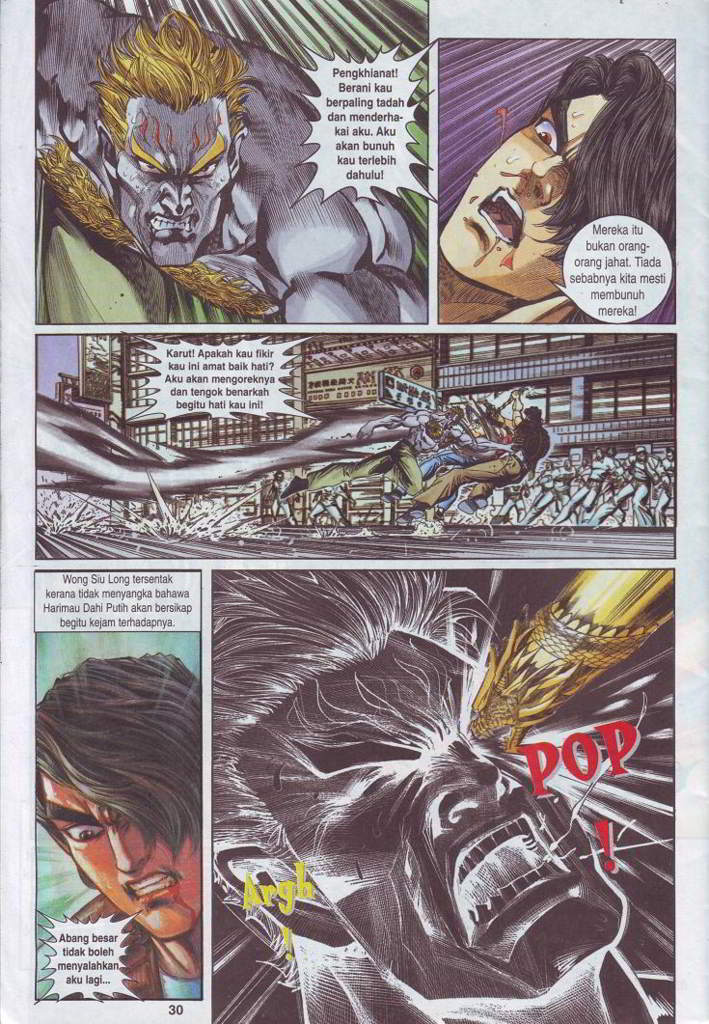 Pengkhianat!
Berani kau
berpaling tadah
dan menderha-
kai aku. Aku
akan bunuh
kau terlebih
dahulu!
Mereka itu
bukan orang-
orang jahat. Tiada
sebabnya kita mesti
membunuh
mereka!
Karut! Apakah kau fikir
kau ini amat baik hati?
Aku akan mengoreknya
dan tengok benarkah
begitu hati kau ini!
Wong Siu Long tersentak
kerana tidak menyangka bahawa
Harimau Dahi Putih akan bersikap
begitu kejam terhadapnya.
Abang besar
tidak boleh
menyalahkan
aku lagi...
POP
!
Argh
!
30